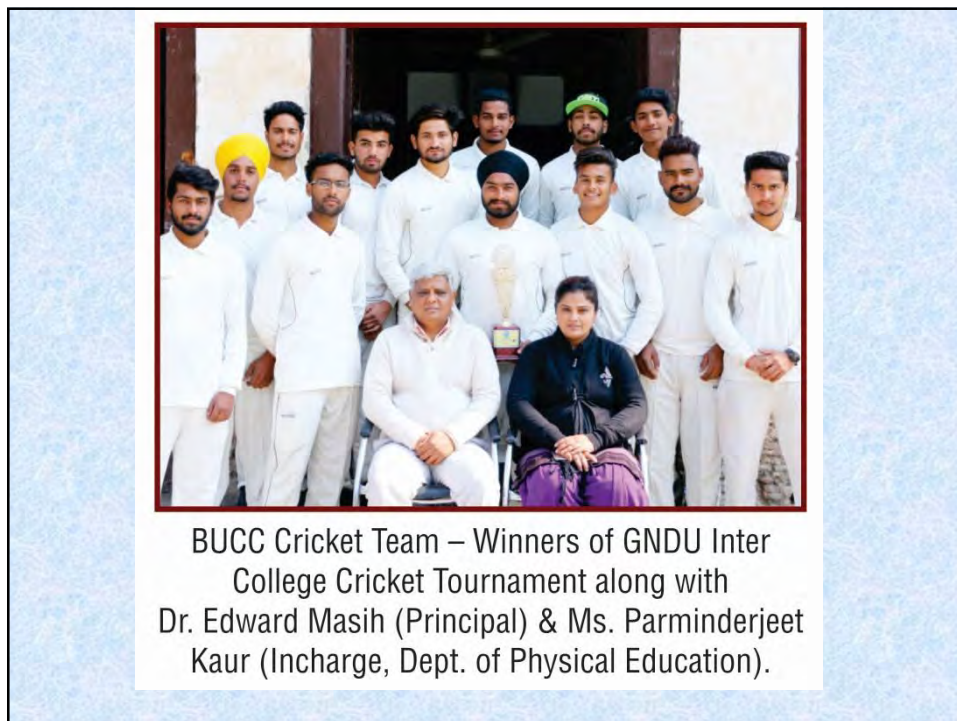 BUCC Cricket Team – Winners of GNDU Inter
College Cricket Tournament along with
Dr. Edward Masih (Principal) & Ms. Parminderjeet
Kaur (Incharge, Dept. of Physical Education).